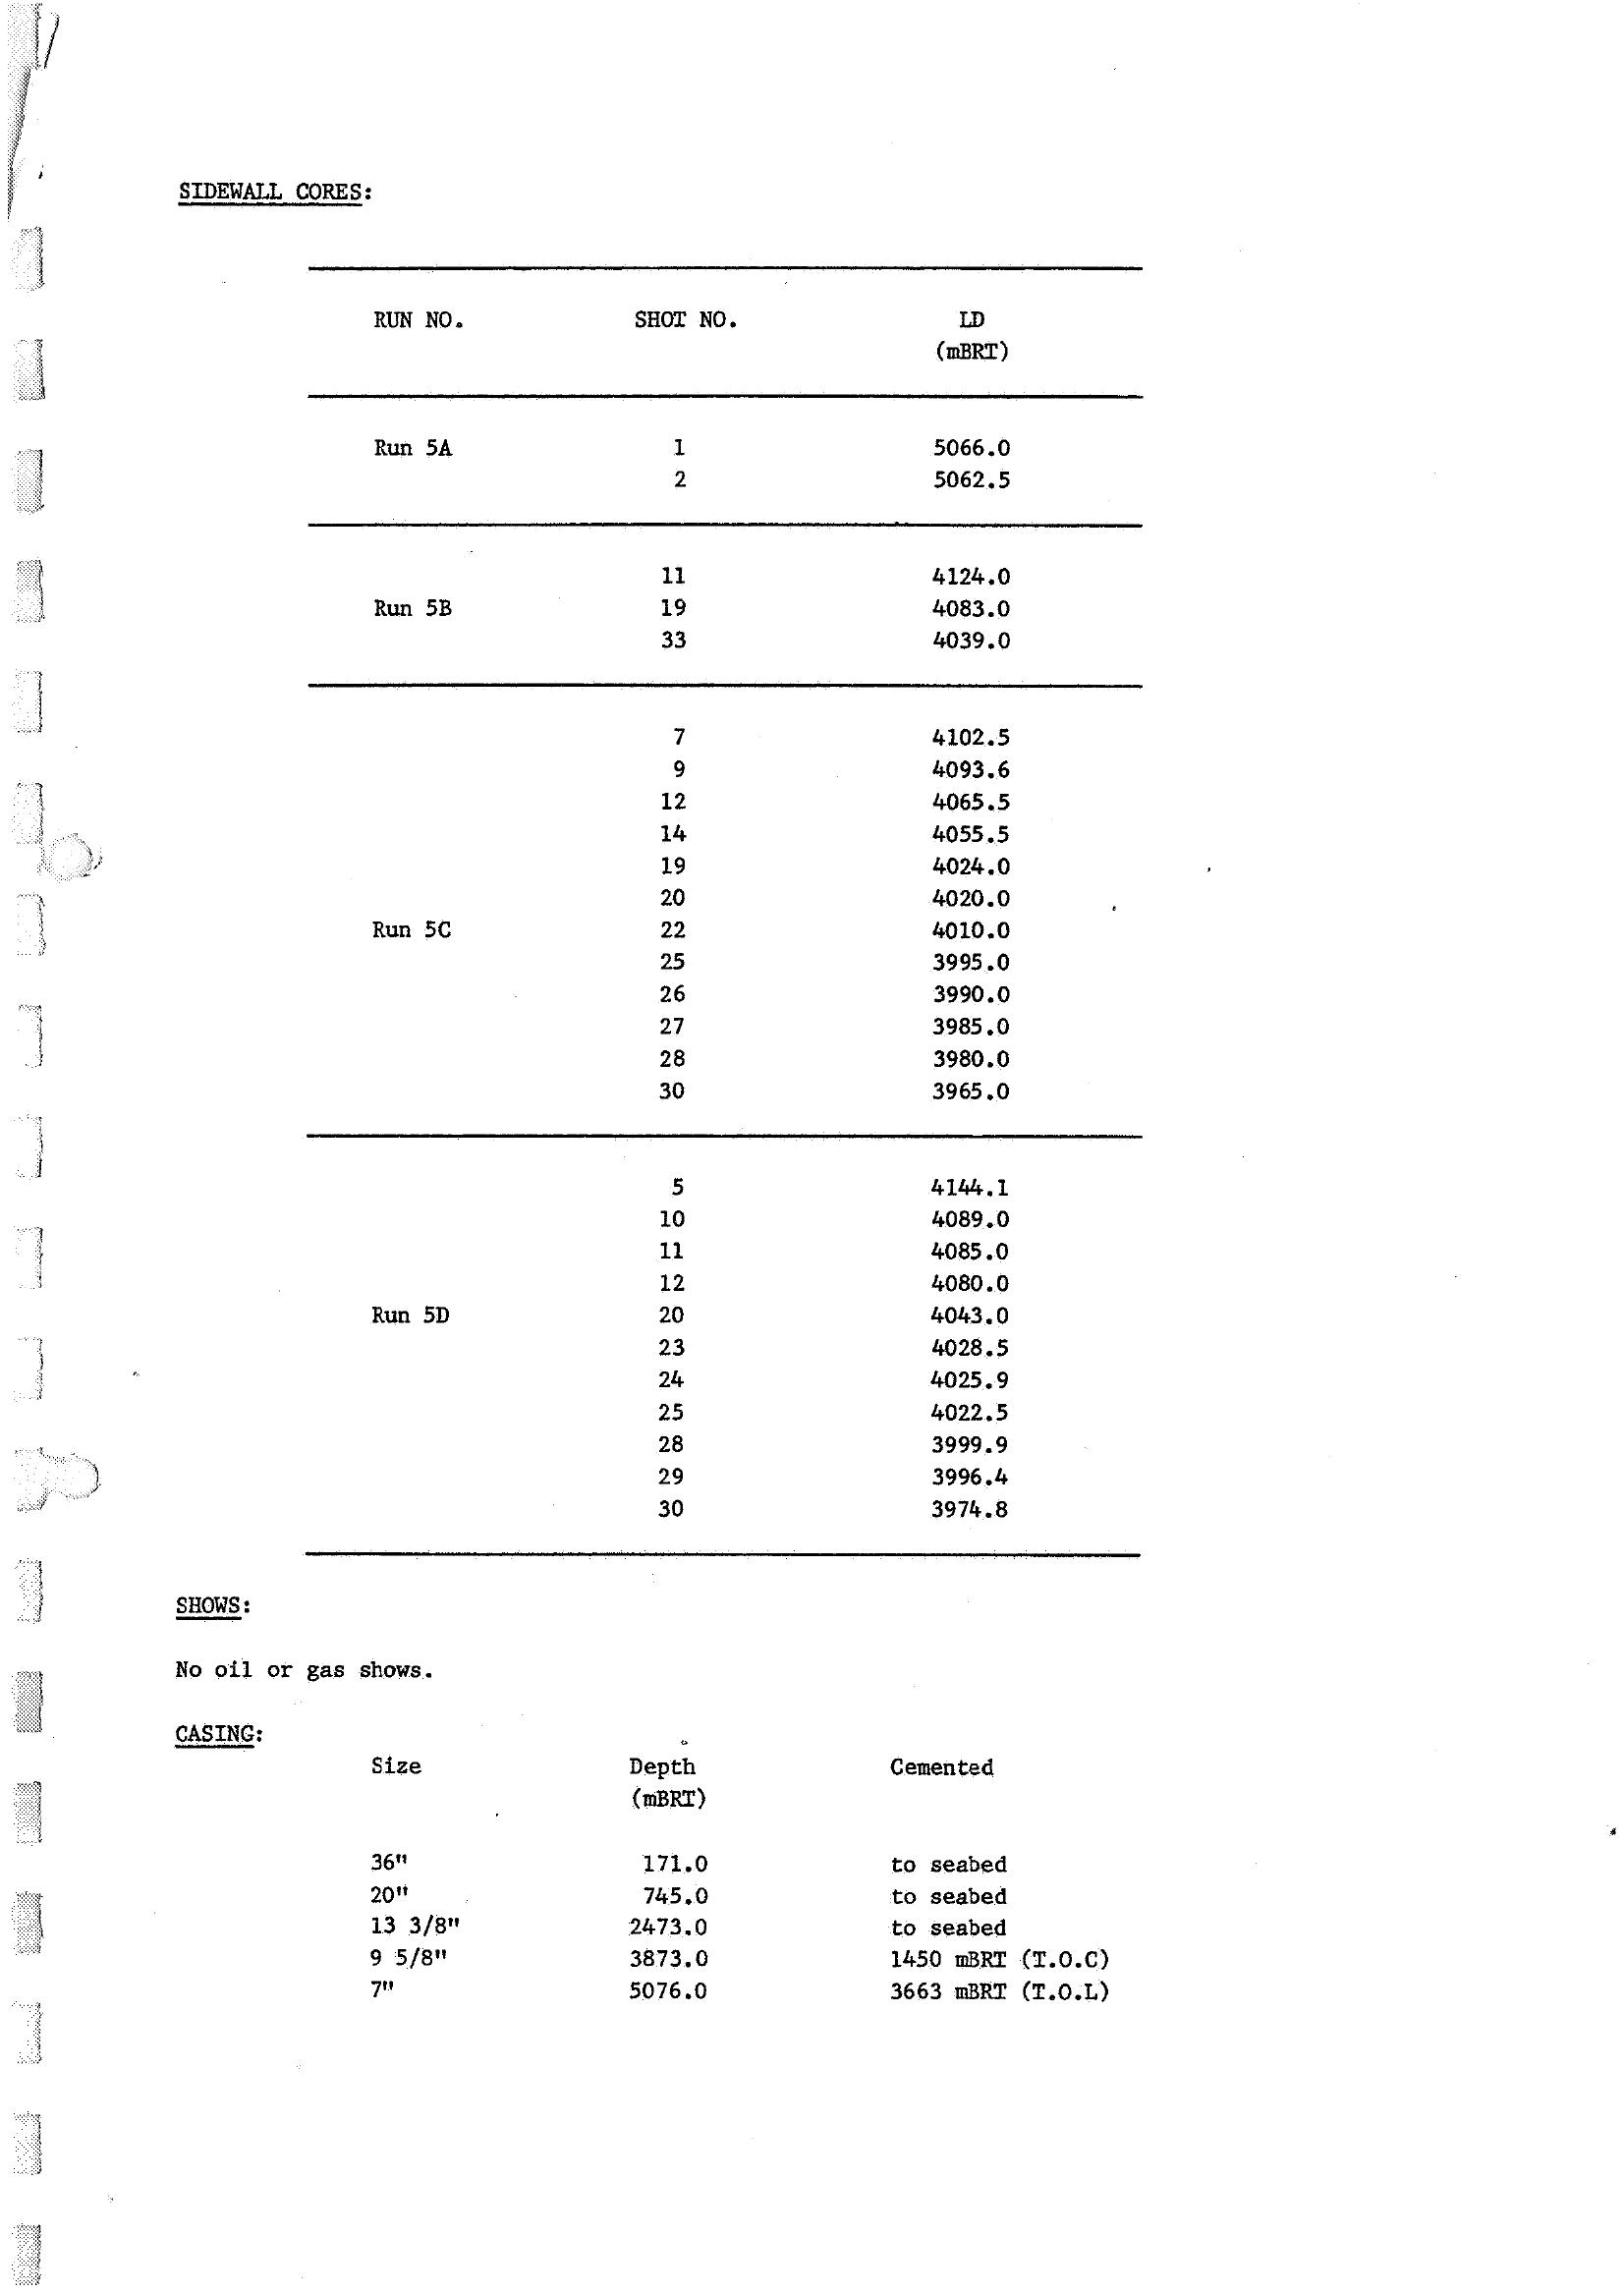 SIDEWALL CORES:
RUN NO. SHOT NO. LD
(mBRT)
Run 5A 1 5066.0
2 5062.5
11 4124.0
Run 5B 19 4083.0
33 4039.0
7 4102.5
9 4093.6
12 4065.5
14 4055.5
19 4024.0
20 4020.0
Run 5C 22 4010.0
25 3995.0
26 3990.0
27 3985.0
28 3980.0
30 3965.0
5 4144.1
10 4089.0
11 4085.0
12 4080.0
Run 5D 20 4043.0
23 4028.5
24 4025.9
25 4022.5
28 3999.9
29 3996.4
30 3974.8
SHOWS:
No oil or gas shows.
CASING:
Size Depth Cemented
(mBRT)
36" 171.0 to seabed
20" 745.0 to seabed
13 3/8" 2473.0 to seabed
9 5/8" 3873.0 1450 mBRT (T.O.C)
7" 5076.0 3663 mBRT (T.O.L)